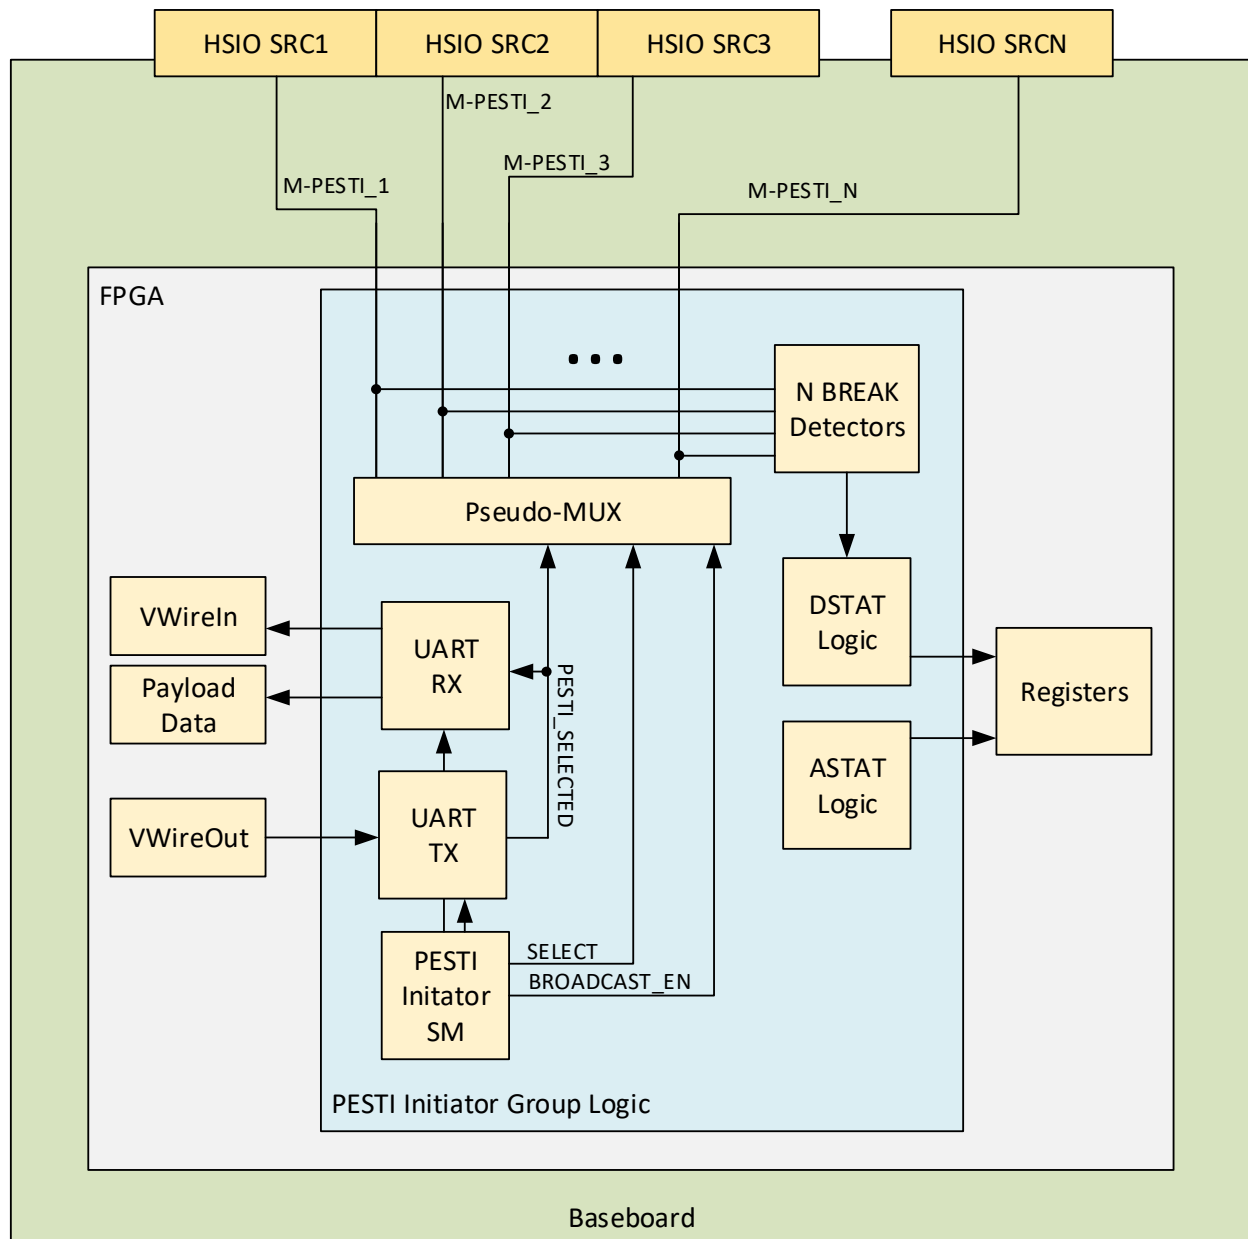 HSIO SRC1
HSIO SRC2
HSIO SRC3
HSIO SRCN
M-PESTI_2
M-PESTI_3
M-PESTI_1
M-PESTI_N
FPGA
N BREAK
Detectors
Pseudo-MUX
VWireIn
UART
RX
DSTAT
Logic
Payload
Data
PESTI_SELECTED
Registers
VWireOut
UART
TX
ASTAT
Logic
PESTI
Initator
SM
SELECT
BROADCAST_EN
PESTI Initiator Group Logic
Baseboard